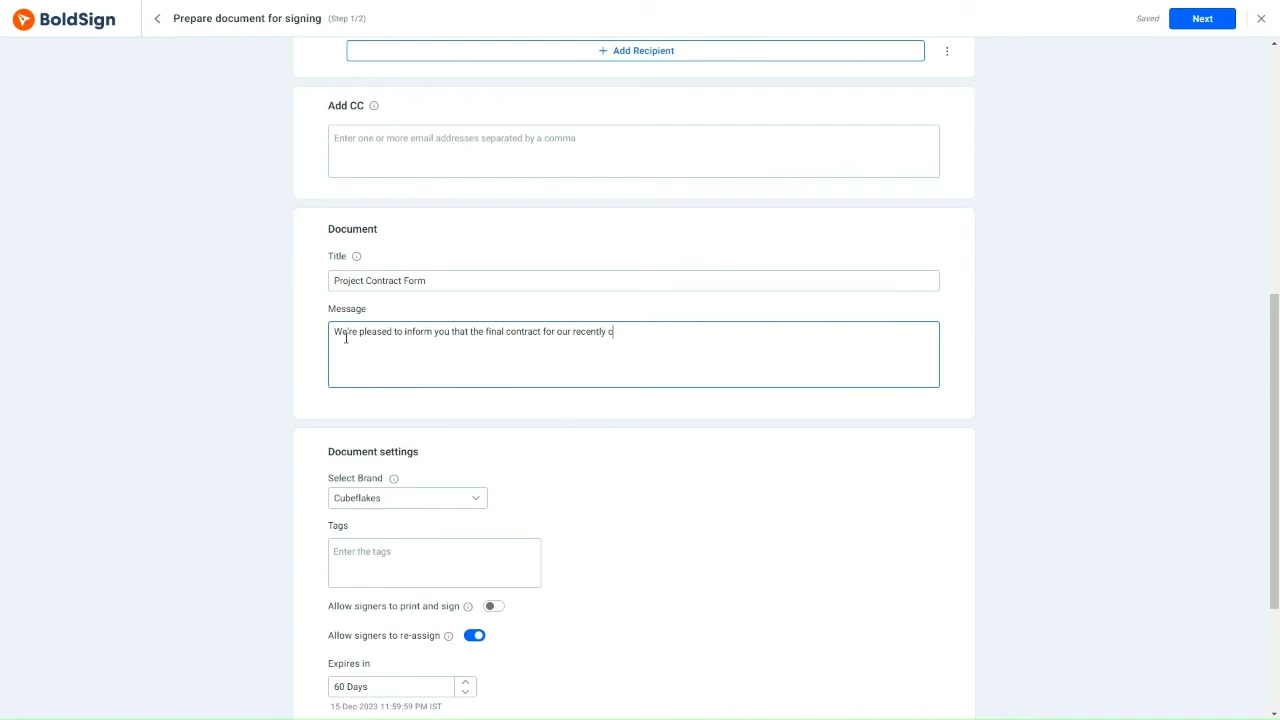 BoldSign
Prepare document for signing (Step 1/2)
Saved
Next
+ Add Recipient
Add CC
Enter one or more email addresses separated by a comma
Document
Title
Project Contract Form
Message
We're pleased to inform you that the final contract for our recently c
Document settings
Select Brand
Cubeflakes
Tags
Enter the tags
Allow signers to print and sign
Allow signers to re-assign
Expires in
60 Days
15-Dec-2023 11:59:59 PM IST